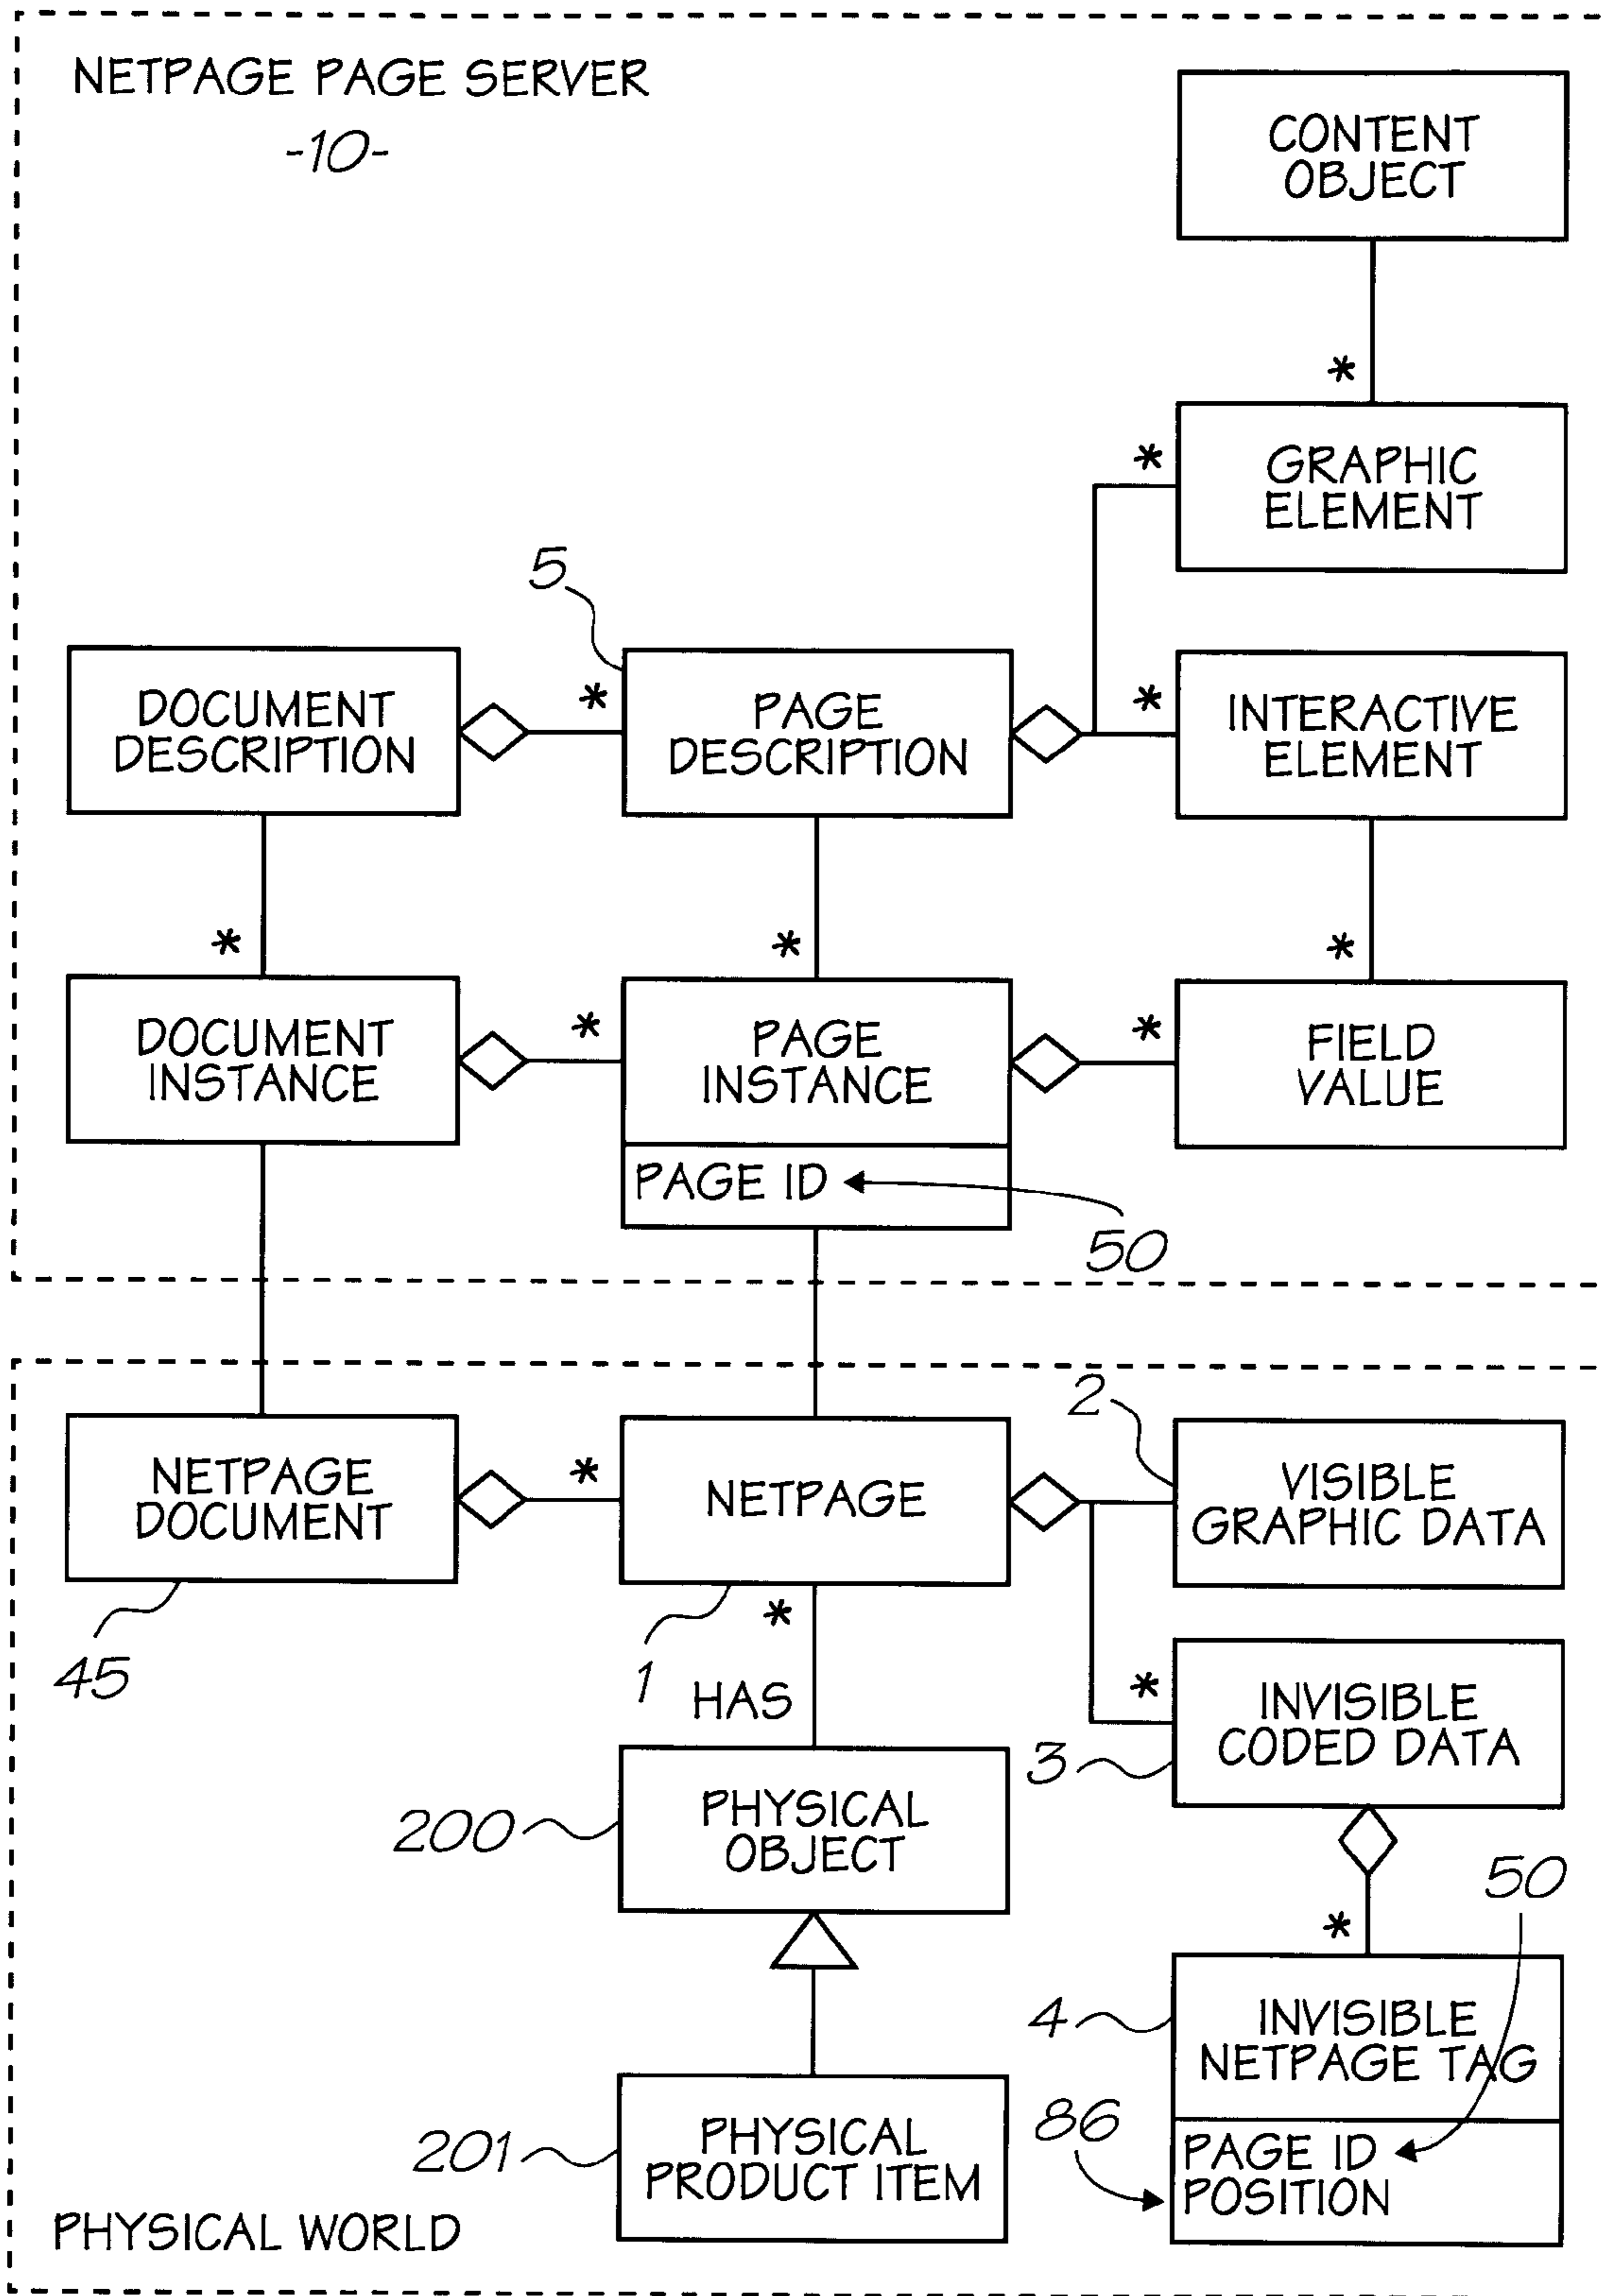 NETPAGE PAGE SERVER
-10-
CONTENT
OBJECT
*
*
GRAPHIC
ELEMENT
5
DOCUMENT
DESCRIPTION
*
PAGE
DESCRIPTION
*
INTERACTIVE
ELEMENT
*
*
*
DOCUMENT
INSTANCE
*
PAGE
INSTANCE
*
FIELD
VALUE
PAGE ID
50
NETPAGE
DOCUMENT
*
NETPAGE
2
VISIBLE
GRAPHIC DATA
45
1
*
HAS
*
INVISIBLE
CODED DATA
3
200
PHYSICAL
OBJECT
50
*
4
INVISIBLE
NETPAGE TAG
201
PHYSICAL
PRODUCT ITEM
86
PAGE ID
POSITION
PHYSICAL WORLD